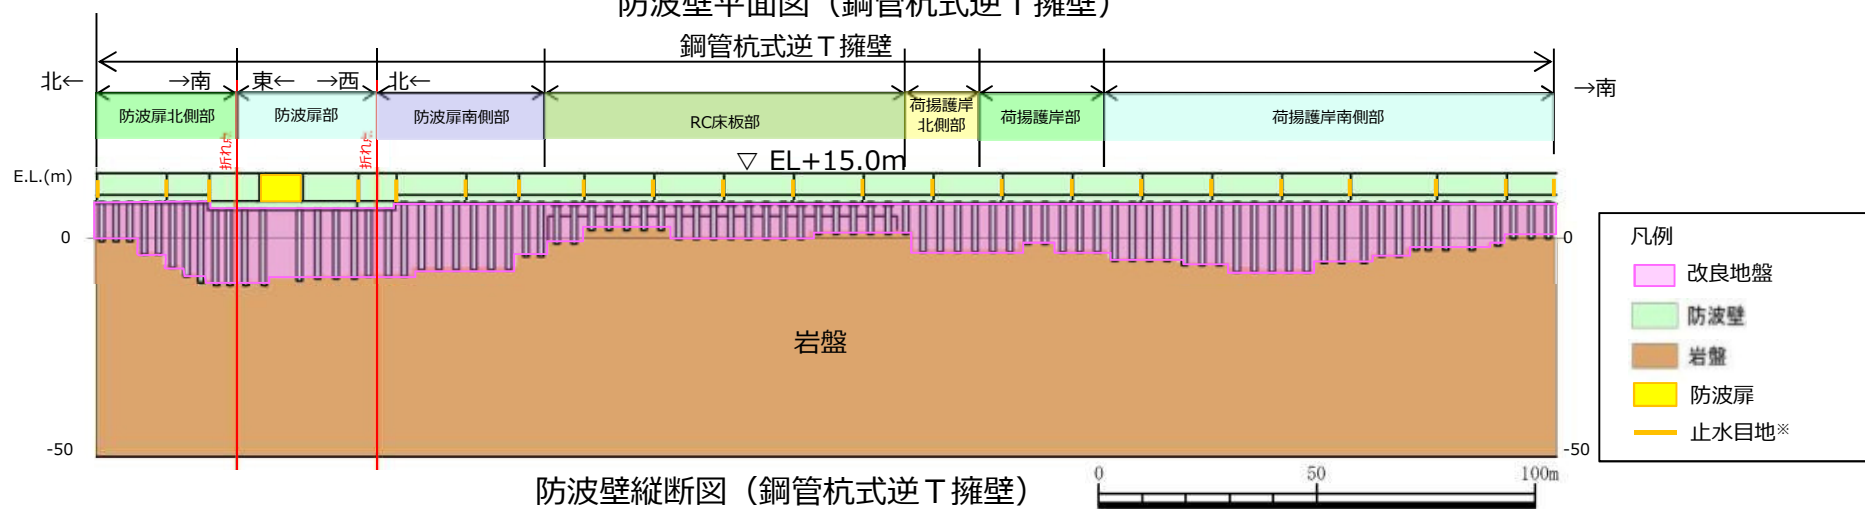 防波壁平面図（鋼管杭式逆Ｔ擁壁）
鋼管杭式逆Ｔ擁壁
北← →南 東← →西 北← →南
防波扉北側部 防波扉部 防波扉南側部 RC床板部 荷揚護岸北側部 荷揚護岸部 荷揚護岸南側部
折れ点 折れ点
▽ EL+15.0m
E.L.(m)
0 0
岩盤
-50 -50
凡例
改良地盤
防波壁
岩盤
防波扉
止水目地※
0 50 100m
防波壁縦断図（鋼管杭式逆Ｔ擁壁）